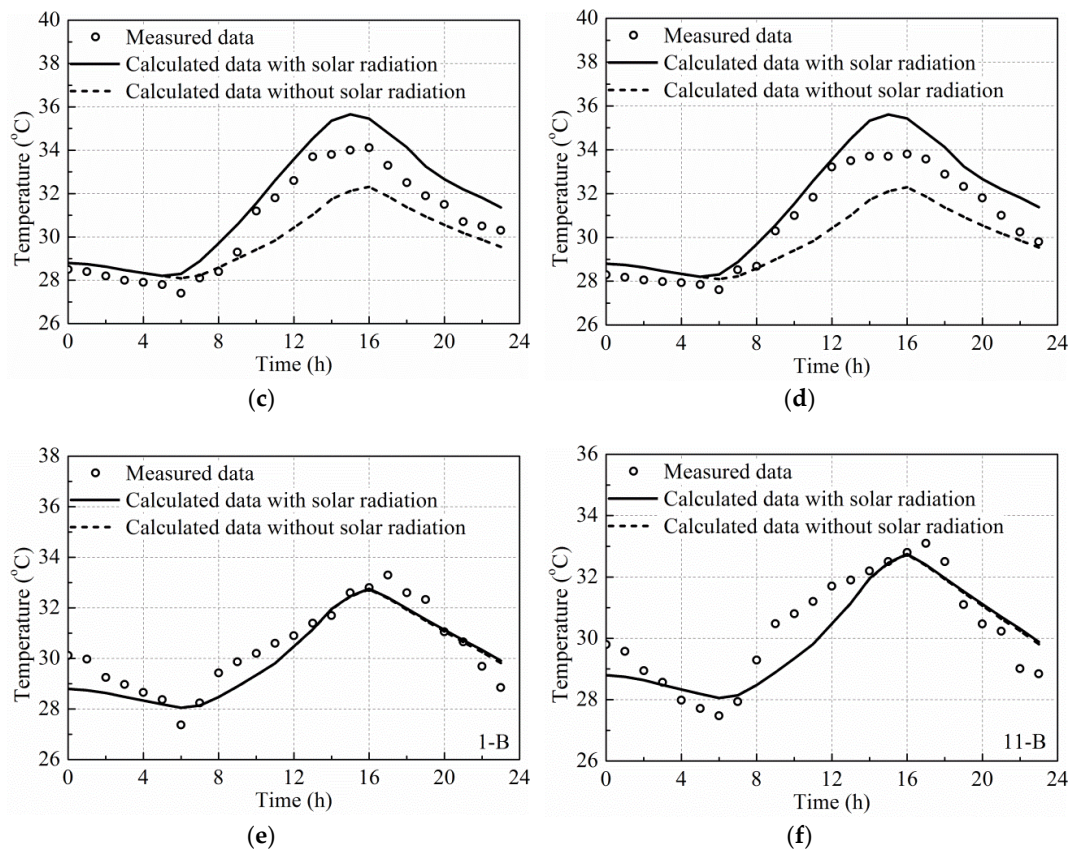 40
38
36
34
32
30
28
26
Temperature (°C)
Measured data
Calculated data with solar radiation
Calculated data without solar radiation
0 4 8 12 16 20 24
Time (h)
(c)
40
38
36
34
32
30
28
26
Temperature (°C)
Measured data
Calculated data with solar radiation
Calculated data without solar radiation
0 4 8 12 16 20 24
Time (h)
(d)
38
35
33
30
28
26
Temperature (°C)
Measured data
Calculated data with solar radiation
Calculated data without solar radiation
1-B
0 4 8 12 16 20 24
Time (h)
(e)
36
34
32
30
28
26
Temperature (°C)
Measured data
Calculated data with solar radiation
Calculated data without solar radiation
11-B
0 4 8 12 16 20 24
Time (h)
(f)